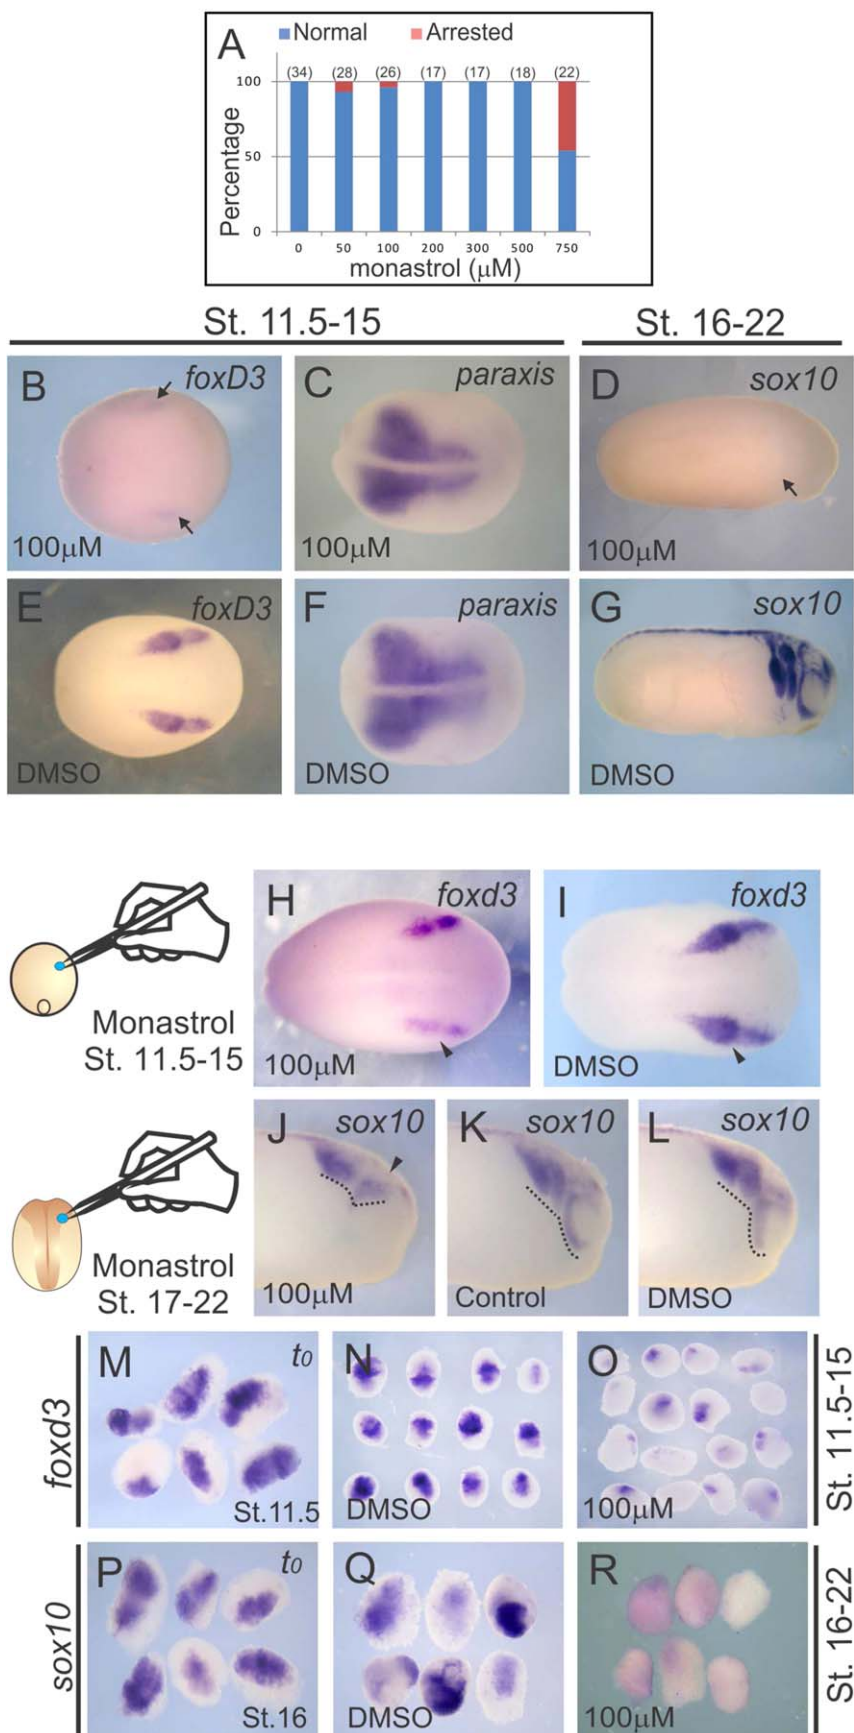 A
Normal
Arrested
(34) (28) (26) (17) (17) (18) (22)
100
50
0
Percentage
0 50 100 200 300 500 750
monastrol (μM)
St. 11.5-15
St. 16-22
B foxD3
100μM
C paraxis
100μM
D sox10
100μM
E foxD3
DMSO
F paraxis
DMSO
G sox10
DMSO
Monastrol
St. 11.5-15
H foxd3
100μM
I foxd3
DMSO
Monastrol
St. 17-22
J sox10
100μM
K sox10
Control
L sox10
DMSO
foxd3
M t0
St.11.5
N
DMSO
O
100μM
St. 11.5-15
sox10
P t0
St.16
Q
DMSO
R
100μM
St. 16-22